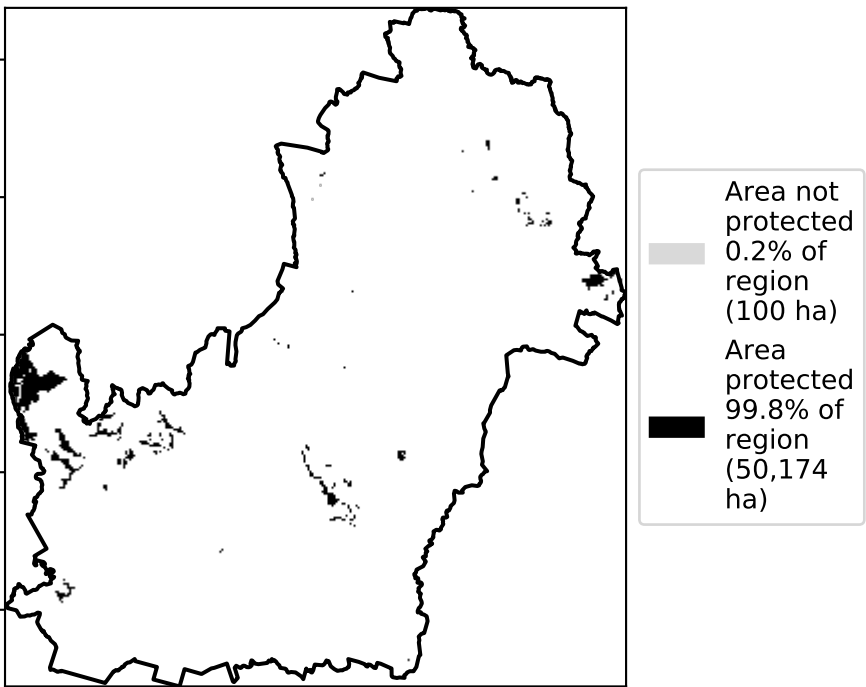 Area not
protected
0.2% of
region
(100 ha)
Area
protected
99.8% of
region
(50,174
ha)